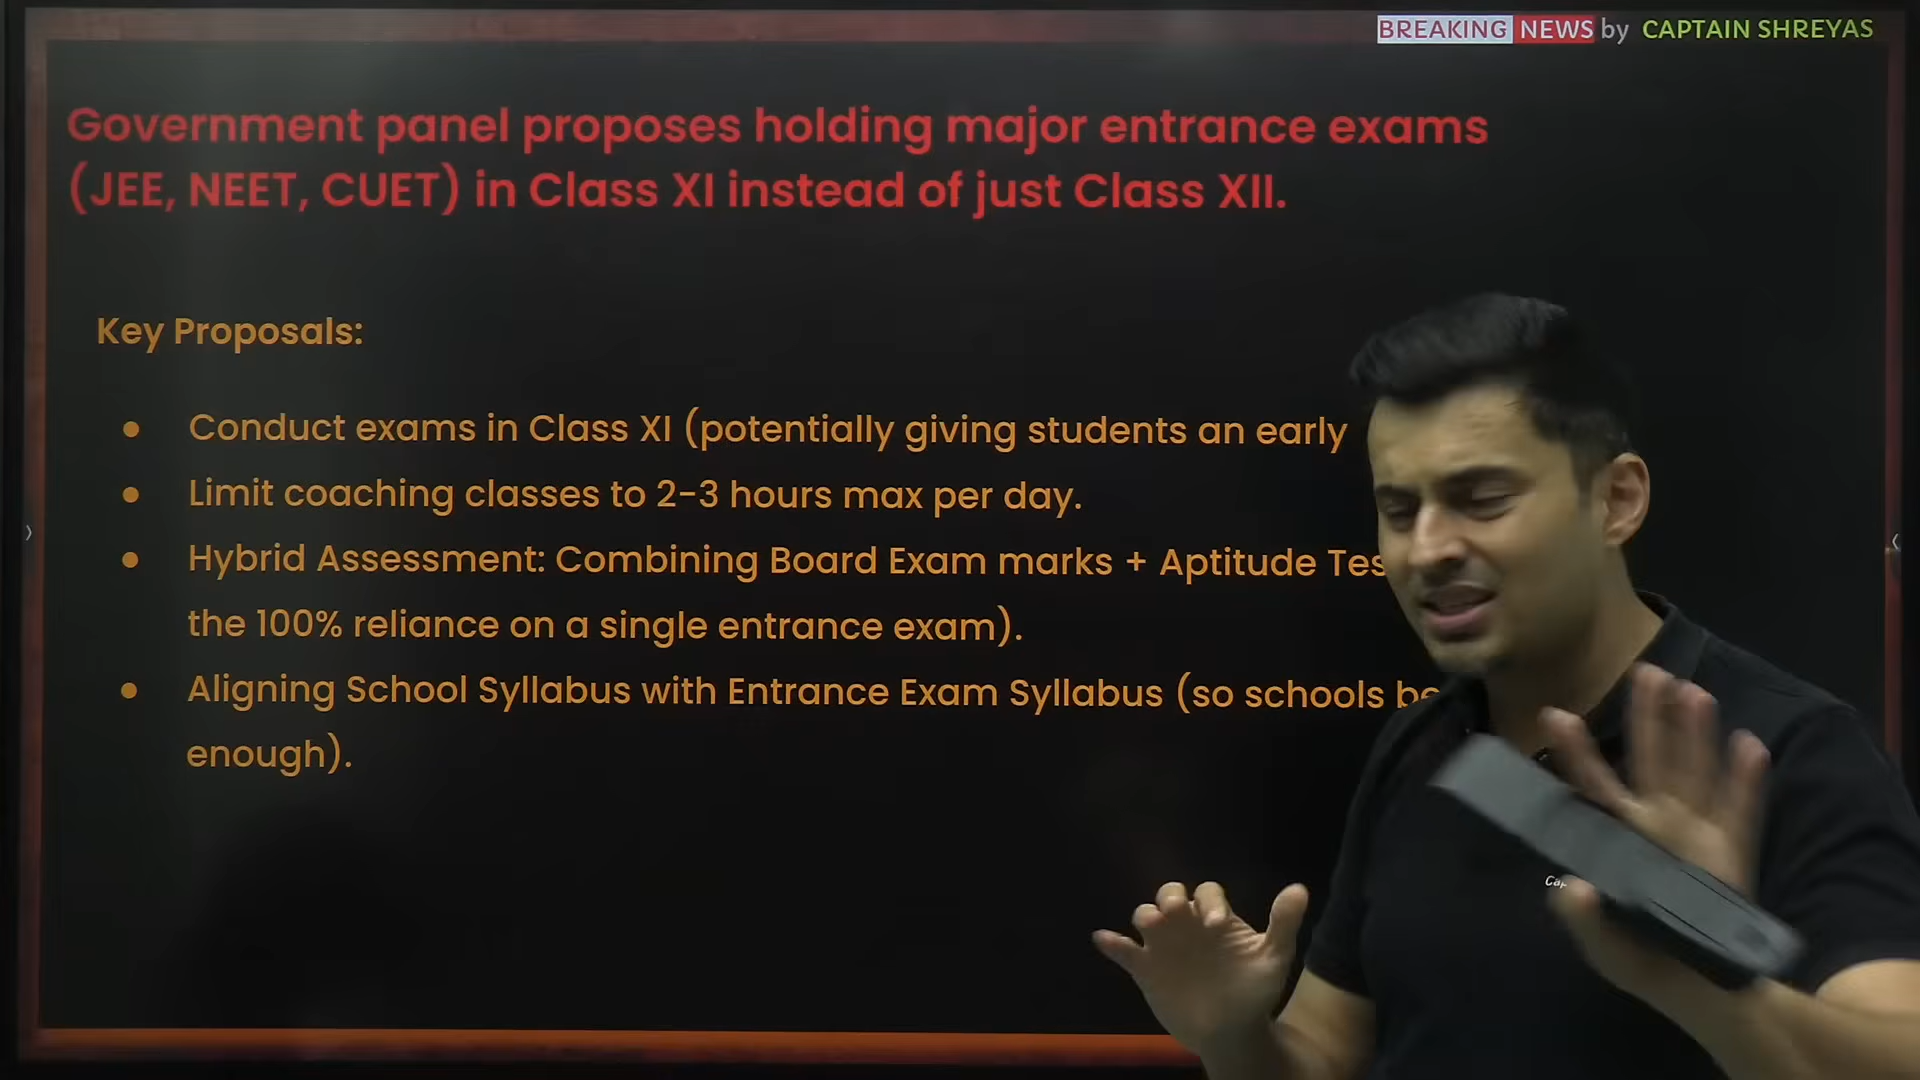 BREAKING NEWS by CAPTAIN SHREYAS
Government panel proposes holding major entrance exams
(JEE, NEET, CUET) in Class XI instead of just Class XII.
Key Proposals:
● Conduct exams in Class XI (potentially giving students an early
● Limit coaching classes to 2-3 hours max per day.
● Hybrid Assessment: Combining Board Exam marks + Aptitude
the 100% reliance on a single entrance exam).
● Aligning School Syllabus with Entrance Exam Syllabus (so schools
enough).